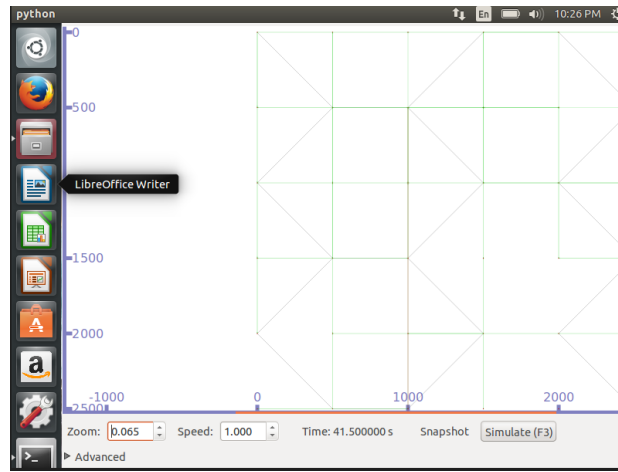 python
En
10:26 PM
0
500
LibreOffice Writer
1000
1500
2000
2500
-1000 0 1000 2000
Zoom: 0.065 Speed: 1.000 Time: 41.500000 s Snapshot Simulate (F3)
Advanced